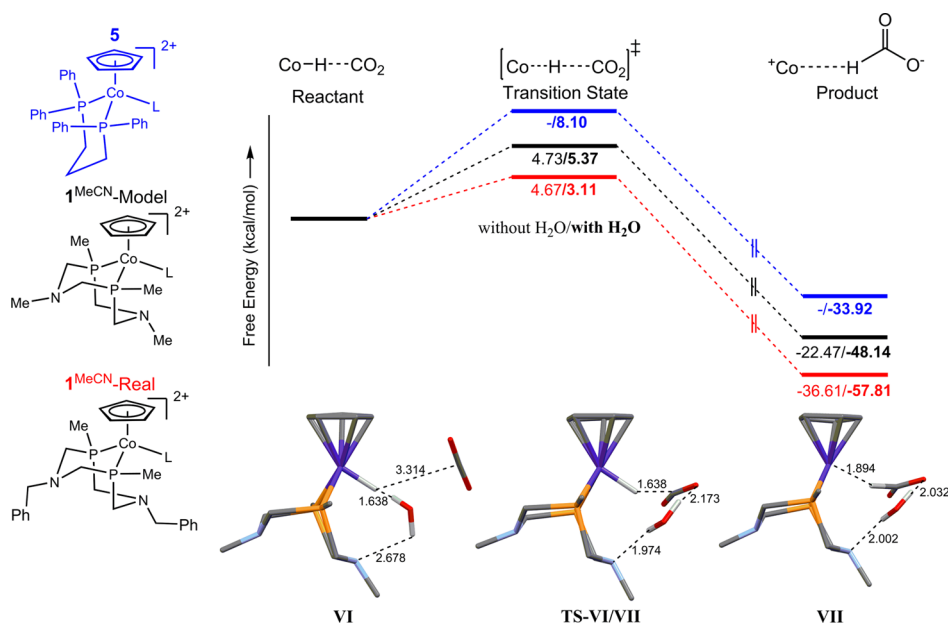 5
2+
Ph
P
Co
L
Ph
Ph
P
Ph
1MeCN-Model
2+
Me
P
Co
L
P
Me
Me
N
N
Me
1MeCN-Real
2+
Me
P
Co
L
P
Me
N
N
Ph
Ph
Co–H---CO2
Reactant
[Co---H---CO2]‡
Transition State
+Co-----H
O
O-
Product
Free Energy (kcal/mol) →
-/8.10
4.73/5.37
4.67/3.11
without H2O/with H2O
-/-33.92
-22.47/-48.14
-36.61/-57.81
3.314
1.638
2.678
VI
1.638
2.173
1.974
TS-VI/VII
1.894
2.032
2.002
VII